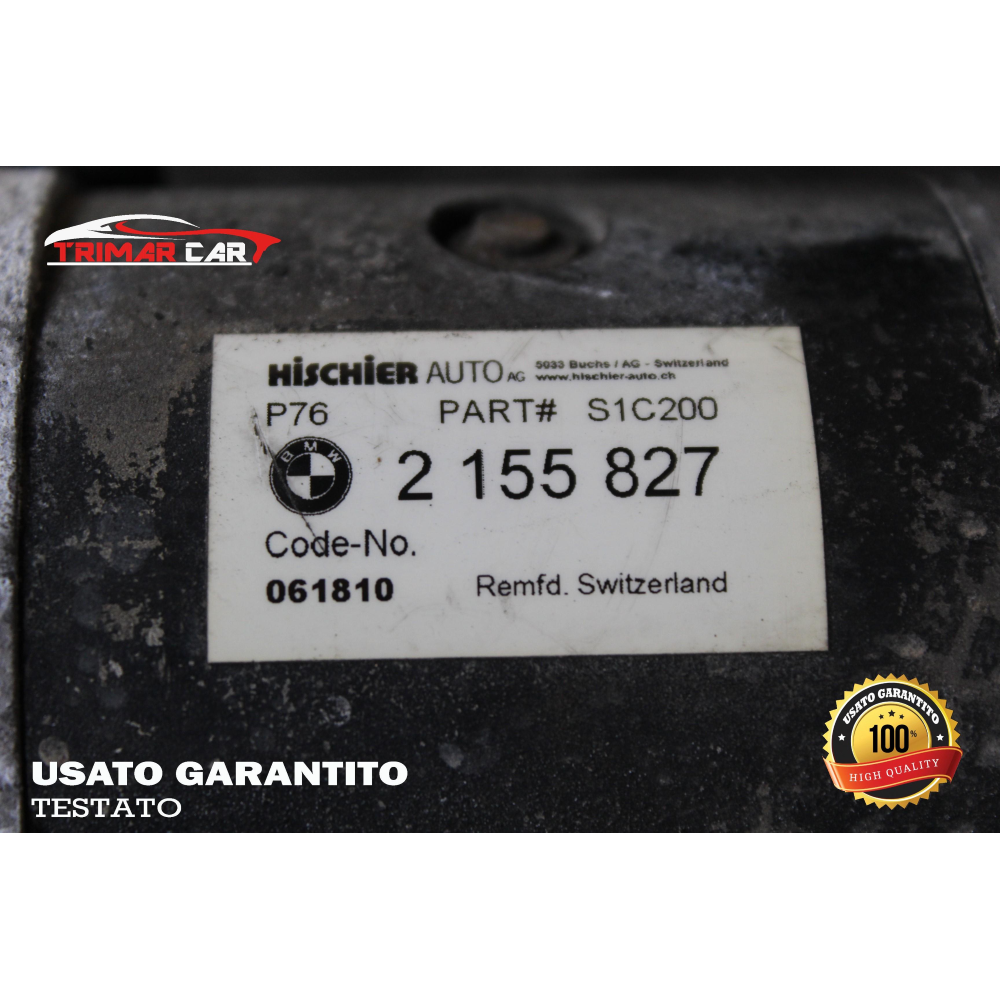 TRIMAR CAR
HiSCHiER AUTO AG 5033 Buchs / AG - Switzerland
www.hischier-auto.ch
P76 PART# S1C200
BMW
2 155 827
Code-No.
061810 Remfd. Switzerland
USATO GARANTITO
100%
HIGH QUALITY
USATO GARANTITO
TESTATO